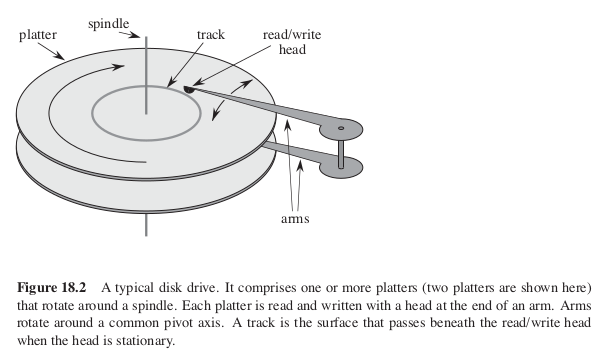 spindle
platter
track
read/write
head
arms
Figure 18.2 A typical disk drive. It comprises one or more platters (two platters are shown here)
that rotate around a spindle. Each platter is read and written with a head at the end of an arm. Arms
rotate around a common pivot axis. A track is the surface that passes beneath the read/write head
when the head is stationary.